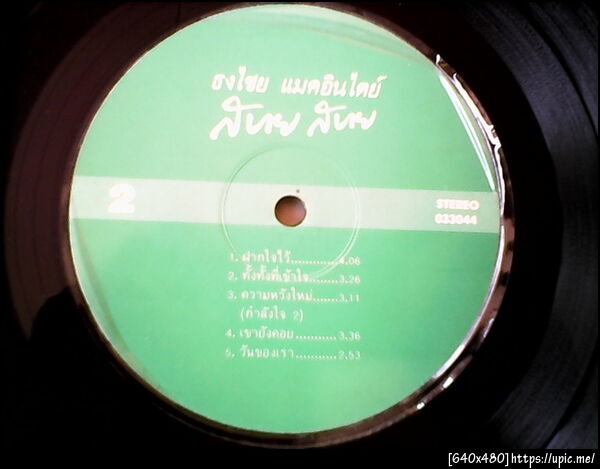 ธงไชย แมคอินไตย์
สบาย สบาย
2
STEREO
033044
1. ฝากใจไว้.............4.06
2. ทั้งทั้งที่เข้าใจ.........3.26
3. ความหวังใหม่.......3.11
(กำลังใจ 2)
4. เขายังคอย...........3.36
5. วันของเรา...........2.53
[640x480]https://upic.me/